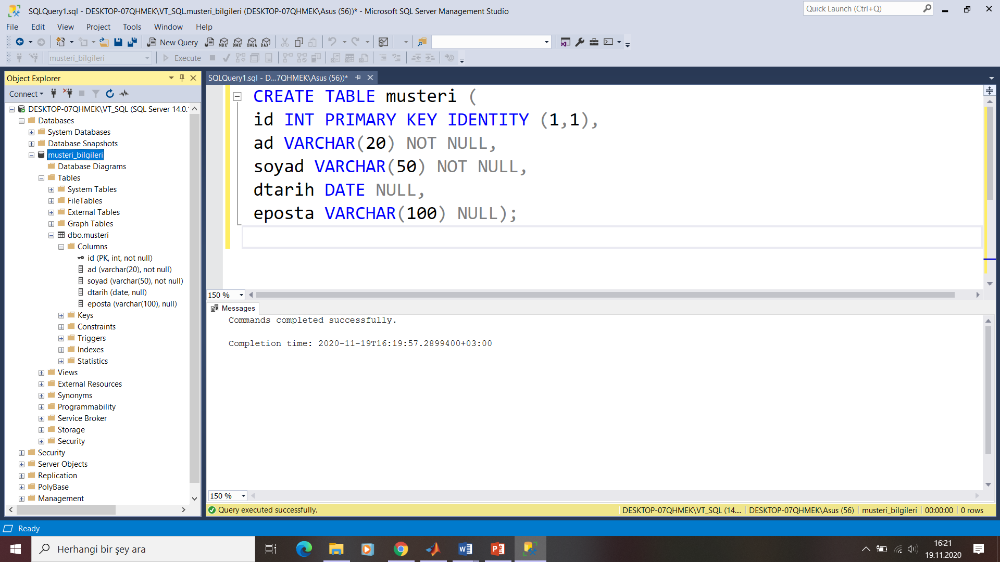 SQLQuery1.sql - DESKTOP-07QHMEK\VT_SQL.musteri_bilgileri (DESKTOP-07QHMEK\Asus (56))* - Microsoft SQL Server Management Studio
Quick Launch (Ctrl+Q)
File Edit View Project Tools Window Help
New Query MDX DMX XMLA DAX
musteri_bilgileri Execute
Object Explorer
Connect
DESKTOP-07QHMEK\VT_SQL (SQL Server 14.0.
Databases
System Databases
Database Snapshots
musteri_bilgileri
Database Diagrams
Tables
System Tables
FileTables
External Tables
Graph Tables
dbo.musteri
Columns
id (PK, int, not null)
ad (varchar(20), not null)
soyad (varchar(50), not null)
dtarih (date, null)
eposta (varchar(100), null)
Keys
Constraints
Triggers
Indexes
Statistics
Views
External Resources
Synonyms
Programmability
Service Broker
Storage
Security
Security
Server Objects
Replication
PolyBase
Management
SQLQuery1.sql - D...7QHMEK\Asus (56))*
CREATE TABLE musteri (
id INT PRIMARY KEY IDENTITY (1,1),
ad VARCHAR(20) NOT NULL,
soyad VARCHAR(50) NOT NULL,
dtarih DATE NULL,
eposta VARCHAR(100) NULL);
150 %
Messages
Commands completed successfully.
Completion time: 2020-11-19T16:19:57.2899400+03:00
150 %
Query executed successfully.
DESKTOP-07QHMEK\VT_SQL (14.... DESKTOP-07QHMEK\Asus (56) musteri_bilgileri 00:00:00 0 rows
Ready
Herhangi bir şey ara
16:21
19.11.2020